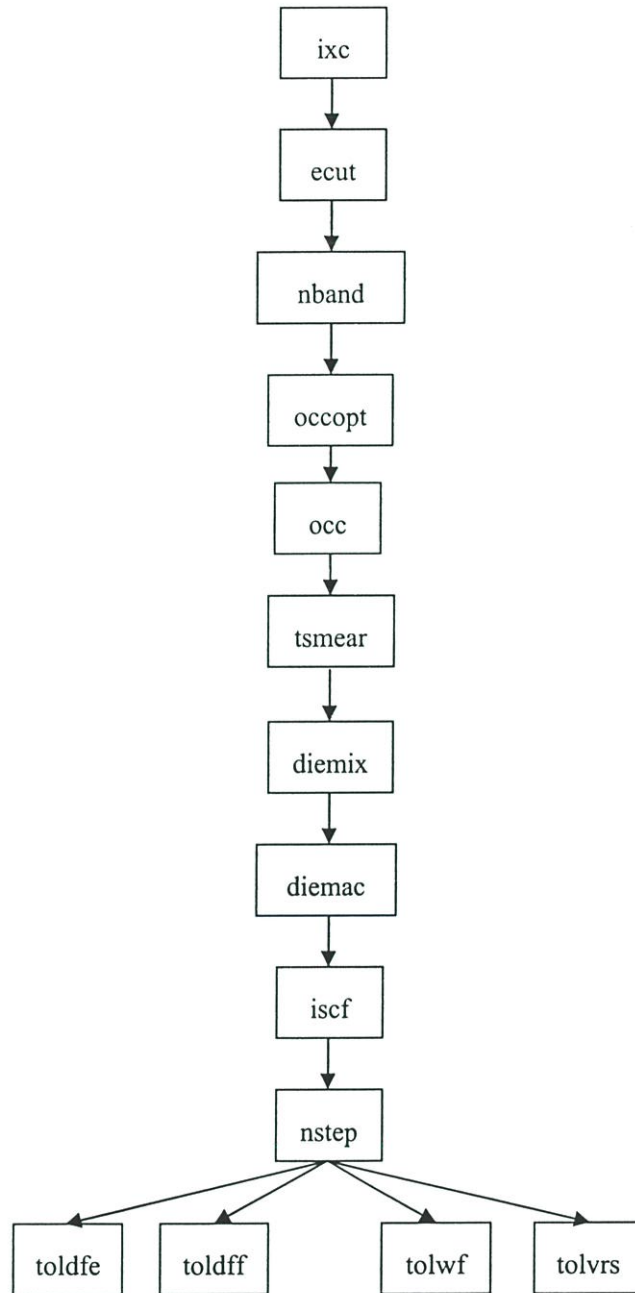 ixc
ecut
nband
occopt
occ
tsmear
diemix
diemac
iscf
nstep
toldfe
toldff
tolwf
tolvrs